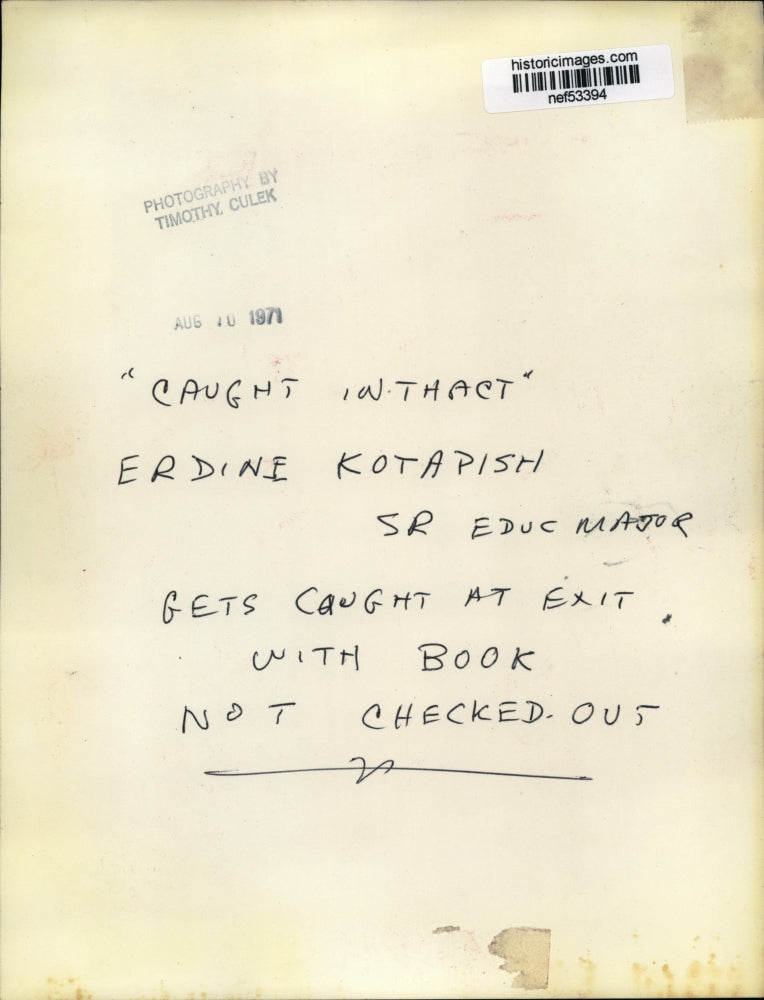 historicimages.com
nef53394
PHOTOGRAPHY BY
TIMOTHY. CULEK
AUG 10 1971
"CAUGHT IN.THACT"
ERDINE KOTAPISH
SR EDUC MAJOR
GETS CAUGHT AT EXIT
WITH BOOK
NOT CHECKED-OUT